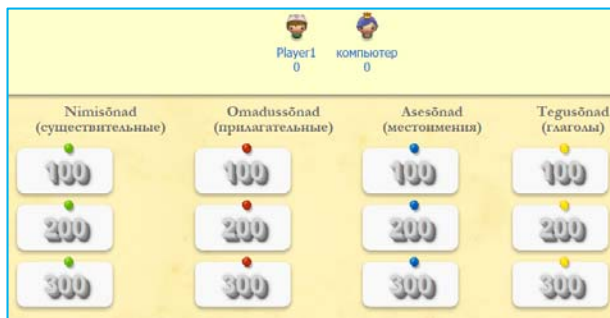 Player1 компьютер
0 0
Nimisõnad Omadussõnad Asesõnad Tegusõnad
(существительные) (прилагательные) (местоимения) (глаголы)
100 100 100 100
200 200 200 200
300 300 300 300